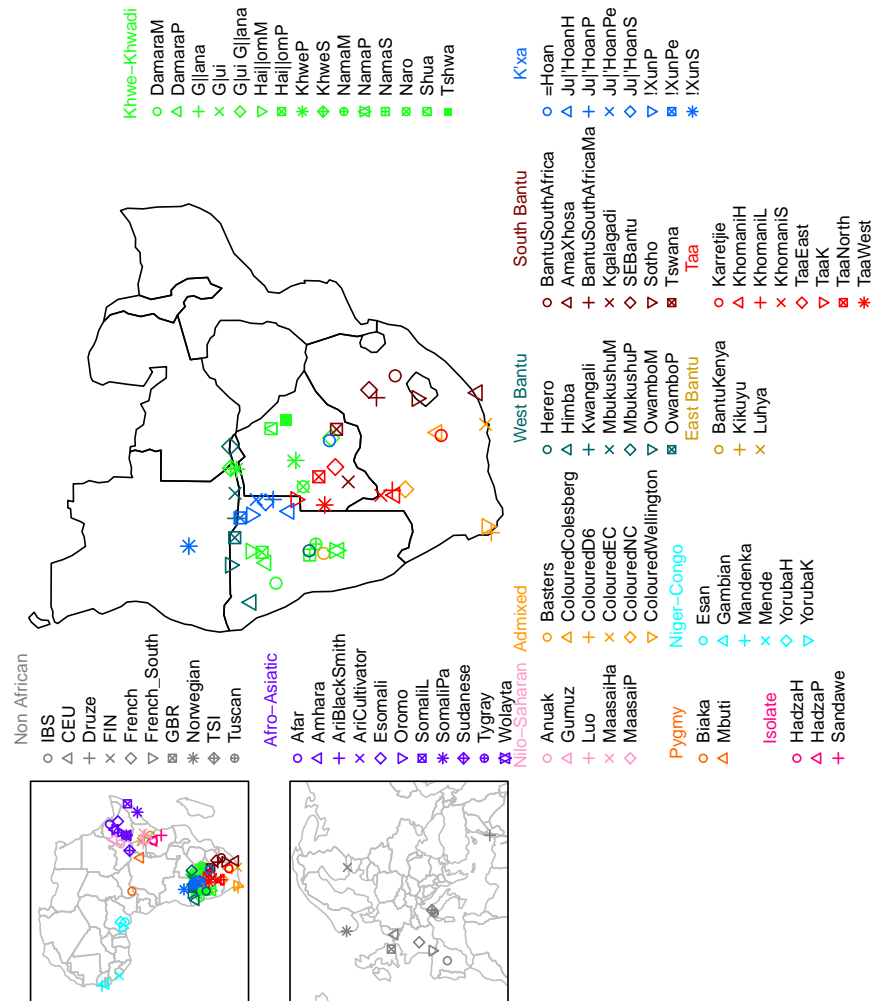 Khwe−Khwadi
DamaraM
DamaraP
G||ana
G|ui
G|ui G||ana
Hai||omM
Hai||omP
KhweP
KhweS
NamaM
NamaP
NamaS
Naro
Shua
Tshwa
K'xa
=Hoan
Ju|'HoanH
Ju|'HoanP
Ju|'HoanPe
Ju|'HoanS
!XunP
!XunPe
!XunS
South Bantu
BantuSouthAfrica
AmaXhosa
BantuSouthAfricaMa
Kgalagadi
SEBantu
Sotho
Tswana
Taa
Karretjie
KhomaniH
KhomaniL
KhomaniS
TaaEast
TaaK
TaaNorth
TaaWest
West Bantu
Herero
Himba
Kwangali
MbukushuM
MbukushuP
OwamboM
OwamboP
East Bantu
BantuKenya
Kikuyu
Luhya
Admixed
Basters
ColouredColesberg
ColouredD6
ColouredEC
ColouredNC
ColouredWellington
Niger−Congo
Esan
Gambian
Mandenka
Mende
YorubaH
YorubaK
Non African
IBS
CEU
Druze
FIN
French
French_South
GBR
Norwegian
TSI
Tuscan
Afro−Asiatic
Afar
Amhara
AriBlackSmith
AriCultivator
Esomali
Oromo
SomaliL
SomaliPa
Sudanese
Tygray
Wolayta
Nilo−Saharan
Anuak
Gumuz
Luo
MaasaiHa
MaasaiP
Pygmy
Biaka
Mbuti
Isolate
HadzaH
HadzaP
Sandawe